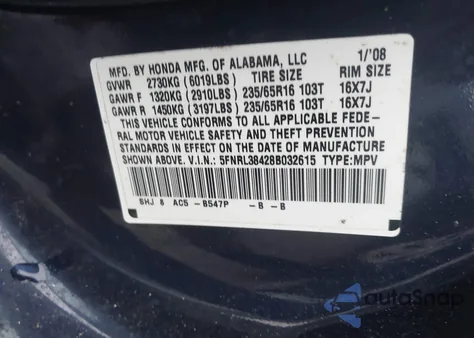 MFD. BY HONDA MFG. OF ALABAMA, LLC 1/'08
GVWR 2730KG (6019LBS) TIRE SIZE RIM SIZE
GAWR F 1320KG (2910LBS) 235/65R16 103T 16X7J
GAWR R 1450KG (3197LBS) 235/65R16 103T 16X7J
THIS VEHICLE CONFORMS TO ALL APPLICABLE FEDE-
RAL MOTOR VEHICLE SAFETY AND THEFT PREVENTION
STANDARDS IN EFFECT ON THE DATE OF MANUFACTURE
SHOWN ABOVE. V.I.N: 5FNRL38428B032615 TYPE:MPV
SHJ 8 AC5 - B547P - B - B
autoSnap